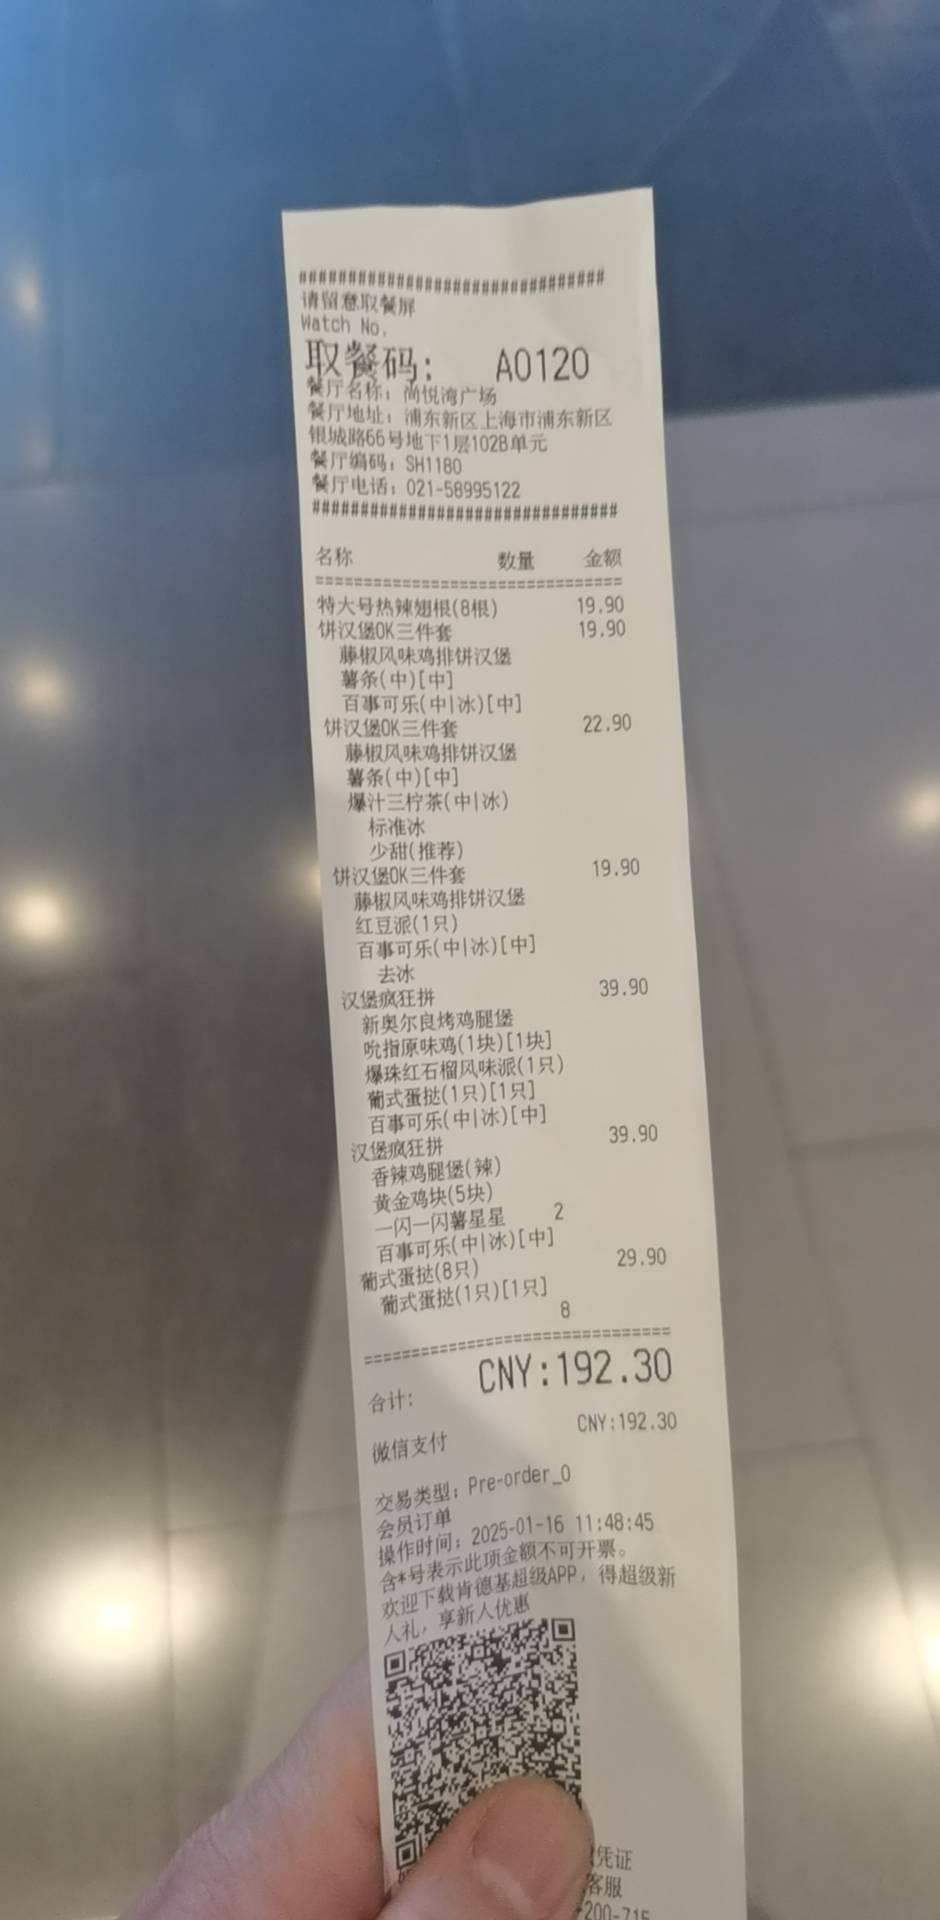 ################################
请留意取餐屏
Watch No.
取餐码: A0120
餐厅名称: 尚悦湾广场
餐厅地址: 浦东新区上海市浦东新区
银城路66号地下1层102B单元
餐厅编码: SH1180
餐厅电话: 021-58995122
################################
名称 数量 金额
================================
特大号热辣翅根(8根) 19.90
饼汉堡OK三件套 19.90
藤椒风味鸡排饼汉堡
薯条(中)[中]
百事可乐(中|冰)[中]
饼汉堡OK三件套 22.90
藤椒风味鸡排饼汉堡
薯条(中)[中]
爆汁三柠茶(中|冰)
标准冰
少甜(推荐)
饼汉堡OK三件套 19.90
藤椒风味鸡排饼汉堡
红豆派(1只)
百事可乐(中|冰)[中]
去冰
汉堡疯狂拼 39.90
新奥尔良烤鸡腿堡
吮指原味鸡(1块)[1块]
爆珠红石榴风味派(1只)
葡式蛋挞(1只)[1只]
百事可乐(中|冰)[中]
汉堡疯狂拼 39.90
香辣鸡腿堡(辣)
黄金鸡块(5块)
一闪一闪薯星星 2
百事可乐(中|冰)[中]
葡式蛋挞(8只) 29.90
葡式蛋挞(1只)[1只]
8
================================
合计: CNY:192.30
微信支付 CNY:192.30
交易类型: Pre-order_0
会员订单
操作时间: 2025-01-16 11:48:45
含*号表示此项金额不可开票。
欢迎下载肯德基超级APP, 得超级新
人礼, 享新人优惠
凭证
客服
-200-715